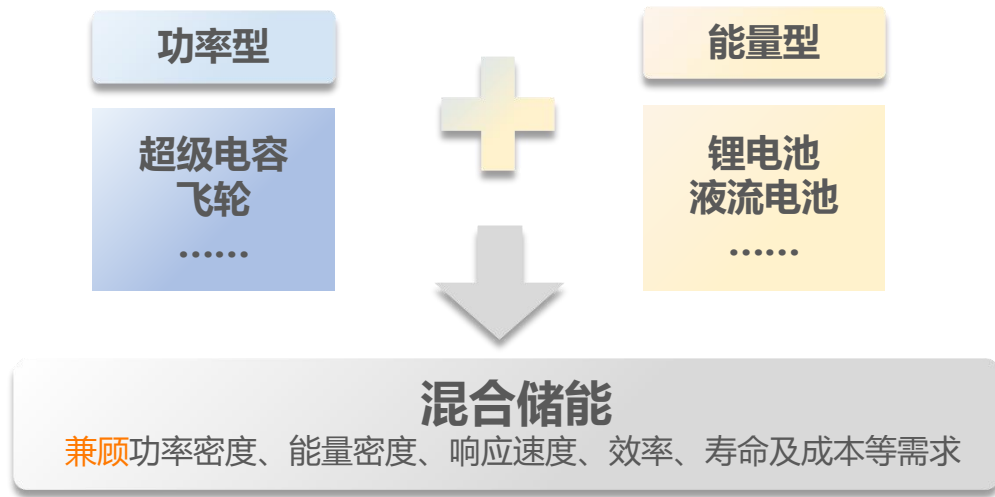 功率型
超级电容
飞轮
······
能量型
锂电池
液流电池
······
混合储能
兼顾功率密度、能量密度、响应速度、效率、寿命及成本等需求